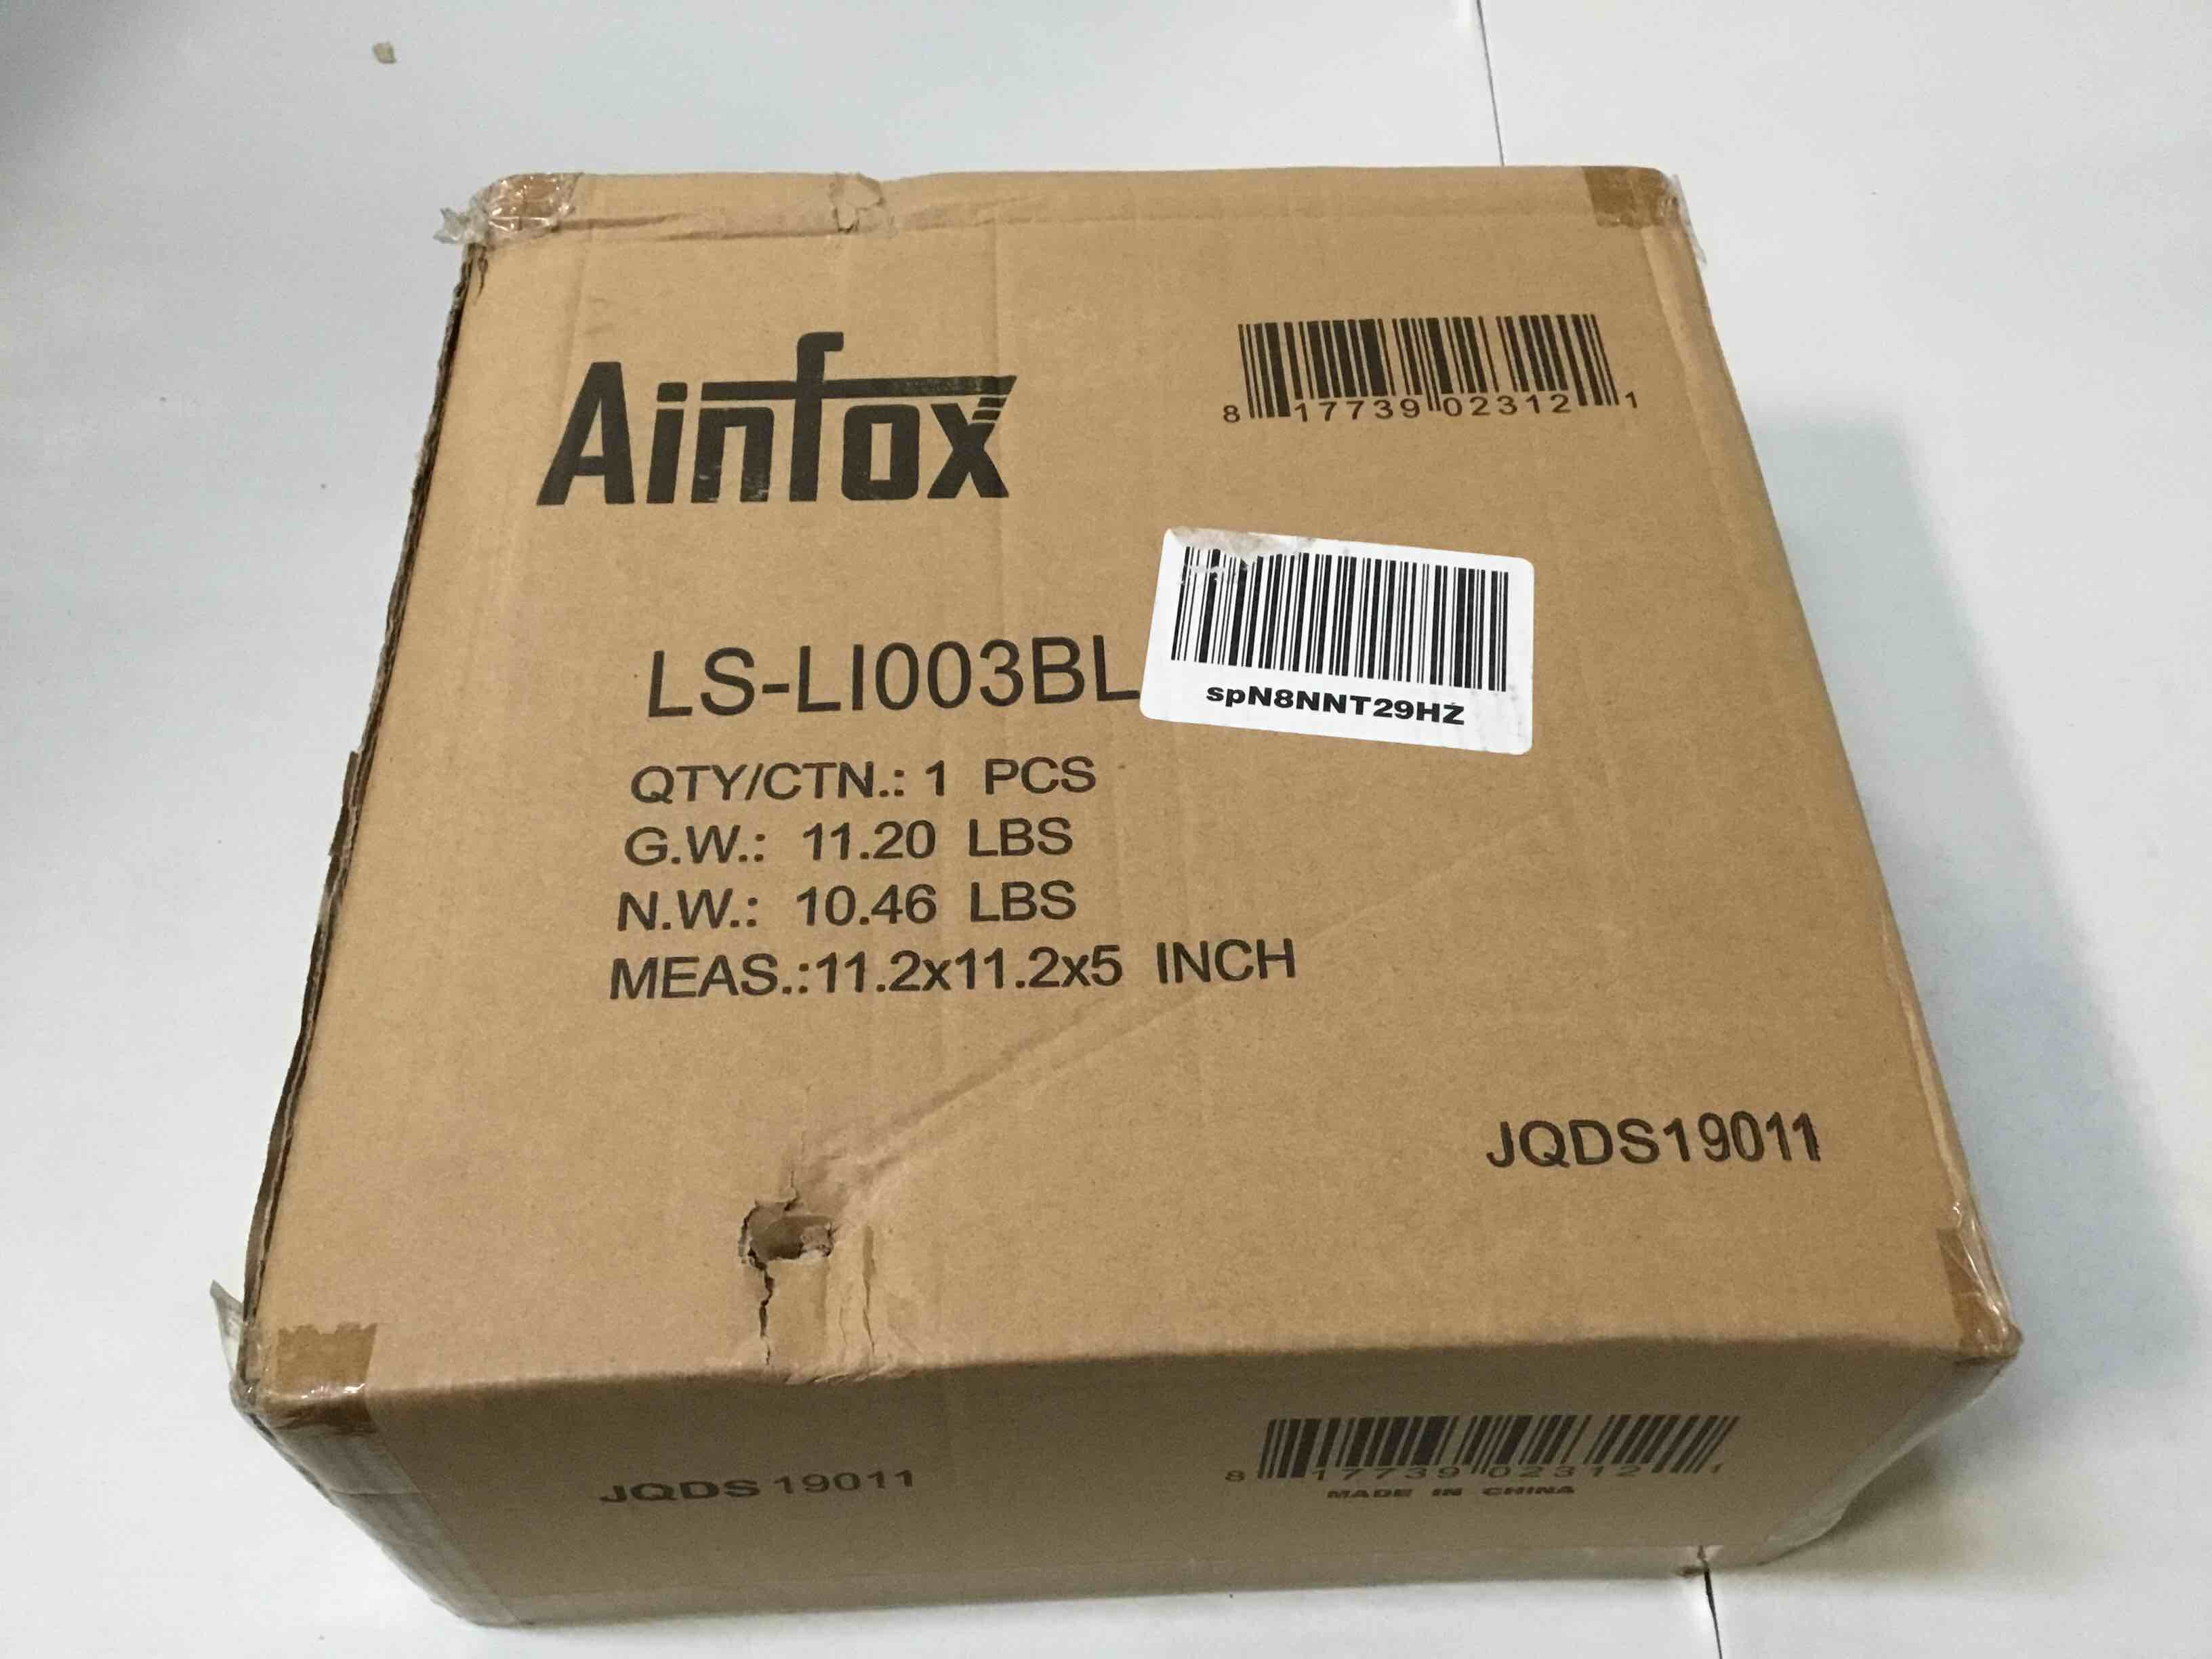 Ainfox
8 17739 02312 1
LS-LI003BL
spN8NNT29HZ
QTY/CTN.: 1 PCS
G.W.: 11.20 LBS
N.W.: 10.46 LBS
MEAS.:11.2x11.2x5 INCH
JQDS19011
JQDS19011
8 17739 02312 1
MADE IN CHINA